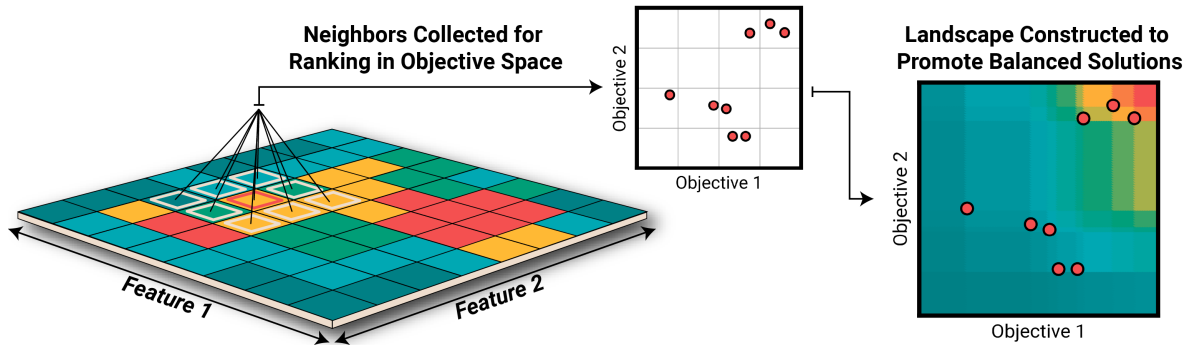 Neighbors Collected for
Ranking in Objective Space
Objective 2
Objective 1
Landscape Constructed to
Promote Balanced Solutions
Objective 2
Objective 1
Feature 1
Feature 2